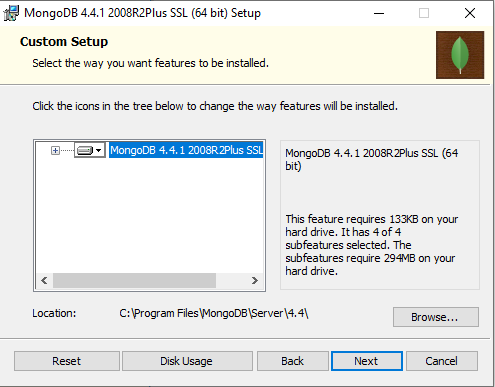 MongoDB 4.4.1 2008R2Plus SSL (64 bit) Setup
Custom Setup
Select the way you want features to be installed.
Click the icons in the tree below to change the way features will be installed.
MongoDB 4.4.1 2008R2Plus SSL
MongoDB 4.4.1 2008R2Plus SSL (64
bit)
This feature requires 133KB on your
hard drive. It has 4 of 4
subfeatures selected. The
subfeatures require 294MB on your
hard drive.
Location: C:\Program Files\MongoDB\Server\4.4\
Browse...
Reset Disk Usage Back Next Cancel